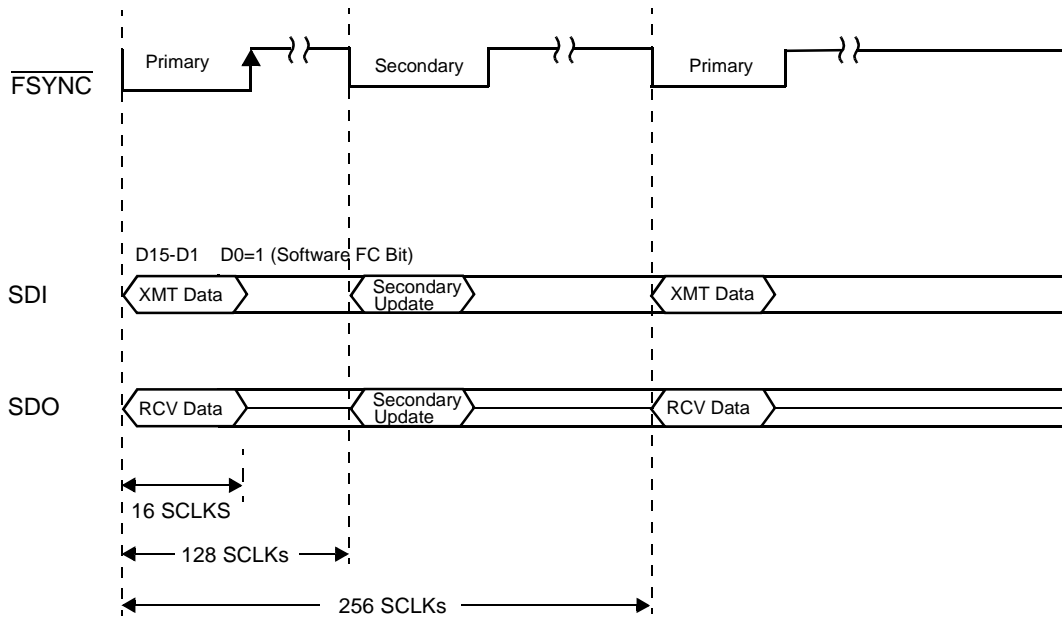 Primary
Secondary
Primary
FSYNC
D15-D1 D0=1 (Software FC Bit)
SDI
XMT Data
Secondary
Update
XMT Data
SDO
RCV Data
Secondary
Update
RCV Data
16 SCLKS
128 SCLKs
256 SCLKs